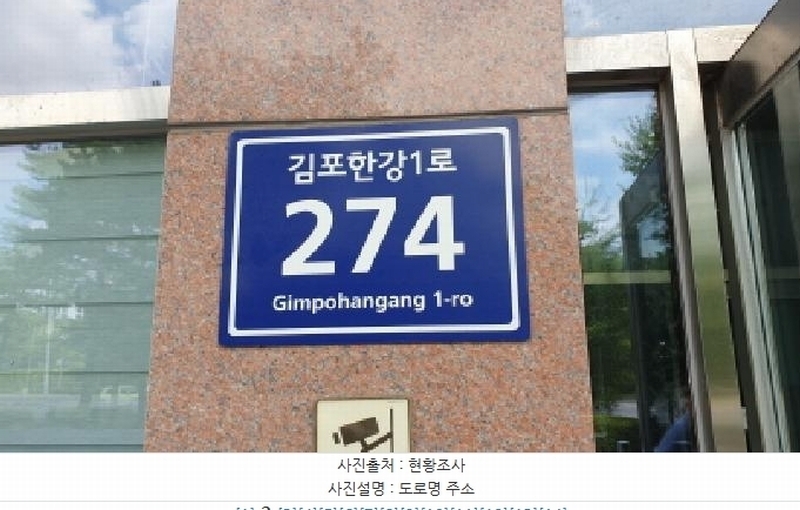 김포한강1로
274
Gimpohangang 1-ro
사진출처 : 현황조사
사진설명 : 도로명 주소